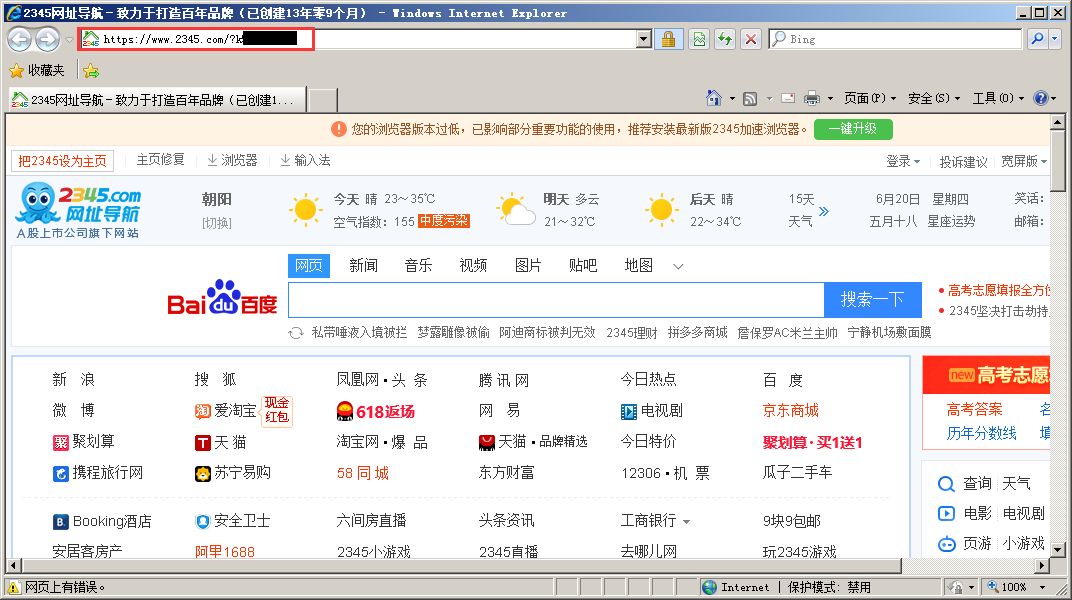 2345网址导航－致力于打造百年品牌（已创建13年零9个月） - Windows Internet Explorer
https://www.2345.com/?k
Bing
收藏夹
2345网址导航－致力于打造百年品牌（已创建1...
页面(P) 安全(S) 工具(O)
您的浏览器版本过低，已影响部分重要功能的使用，推荐安装最新版2345加速浏览器。 一键升级
把2345设为主页 主页修复 浏览器 输入法 登录 投诉建议 宽屏版
2345.com 网址导航
A股上市公司旗下网站
朝阳 今天 晴 23～35℃ 明天 多云 后天 晴 15天 6月20日 星期四 笑话:
[切换] 空气指数: 155 中度污染 21～32℃ 22～34℃ 天气 五月十八 星座运势 邮箱:
网页 新闻 音乐 视频 图片 贴吧 地图
Bai du 百度 搜索一下
高考志愿填报全方位
2345坚决打击劫持
私带唾液入境被拦 梦露雕像被偷 阿迪商标被判无效 2345理财 拼多多商城 詹保罗AC米兰主帅 宁静机场敷面膜
新 浪 搜 狐 凤凰网·头 条 腾讯网 今日热点 百 度
微 博 爱淘宝 现金红包 618返场 网 易 电视剧 京东商城
聚划算 天猫 淘宝网·爆 品 天猫·品牌精选 今日特价 聚划算·买1送1
携程旅行网 苏宁易购 58 同 城 东方财富 12306·机 票 瓜子二手车
Booking酒店 安全卫士 六间房直播 头条资讯 工商银行 9块9包邮
安居客房产 阿里1688 2345小游戏 2345直播 去哪儿网 玩2345游戏
new 高考志愿
高考答案 名
历年分数线 填
查询 天气
电影 电视剧
页游 小游戏
网页上有错误。 Internet | 保护模式: 禁用 100%